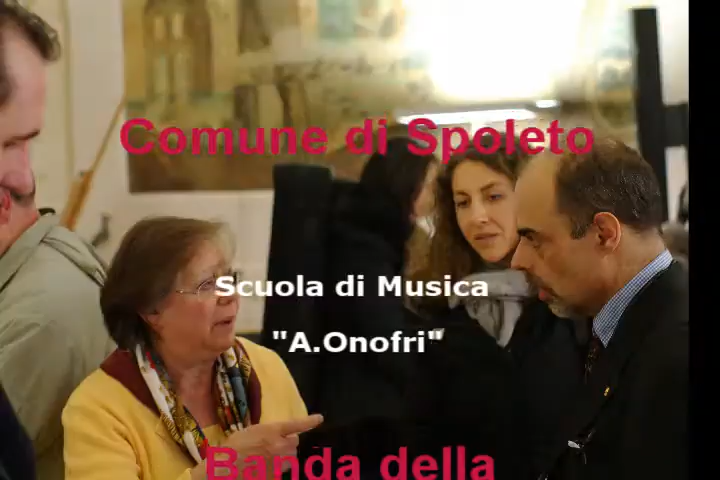 Comune di Spoleto
Scuola di Musica
"A.Onofri"
Banda della